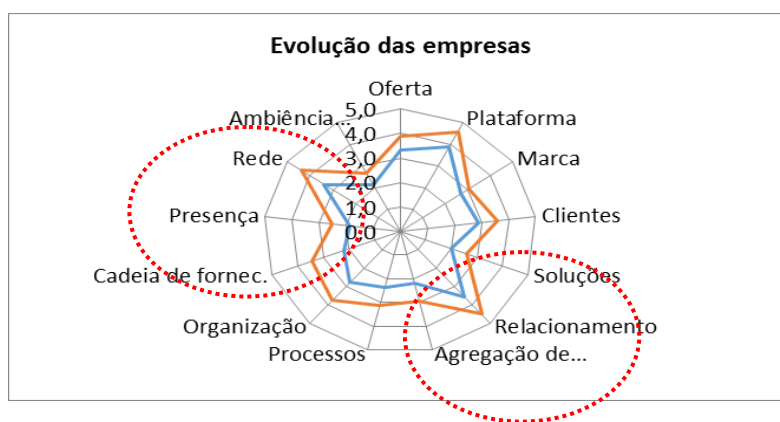 Evolução das empresas
Oferta
Plataforma
Marca
Clientes
Soluções
Relacionamento
Agregação de...
Processos
Organização
Cadeia de fornec.
Presença
Rede
Ambiência...
5,0
4,0
3,0
2,0
1,0
0,0